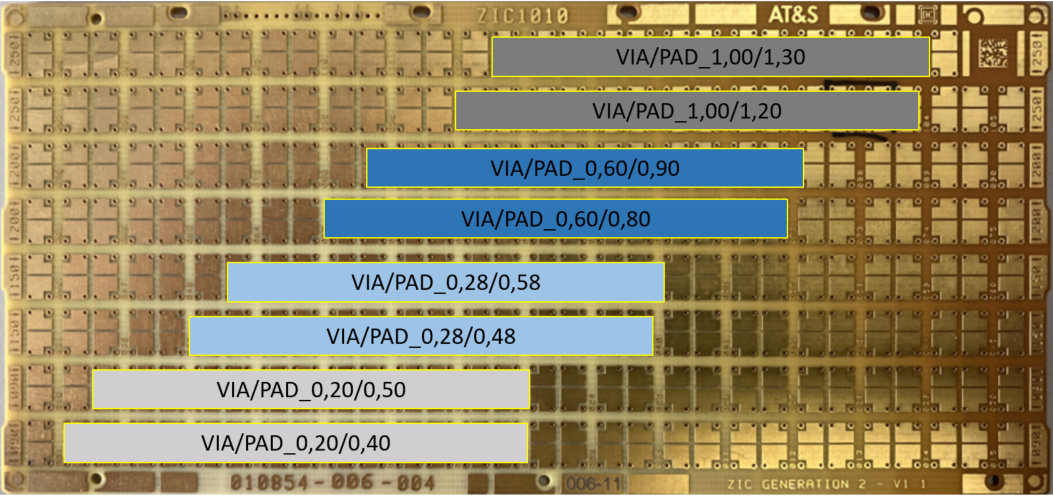 ZIC1010 AT&S
VIA/PAD_1,00/1,30
VIA/PAD_1,00/1,20
VIA/PAD_0,60/0,90
VIA/PAD_0,60/0,80
VIA/PAD_0,28/0,58
VIA/PAD_0,28/0,48
VIA/PAD_0,20/0,50
VIA/PAD_0,20/0,40
010854-006-004 006-11 ZIC GENERATION 2 - V1 1